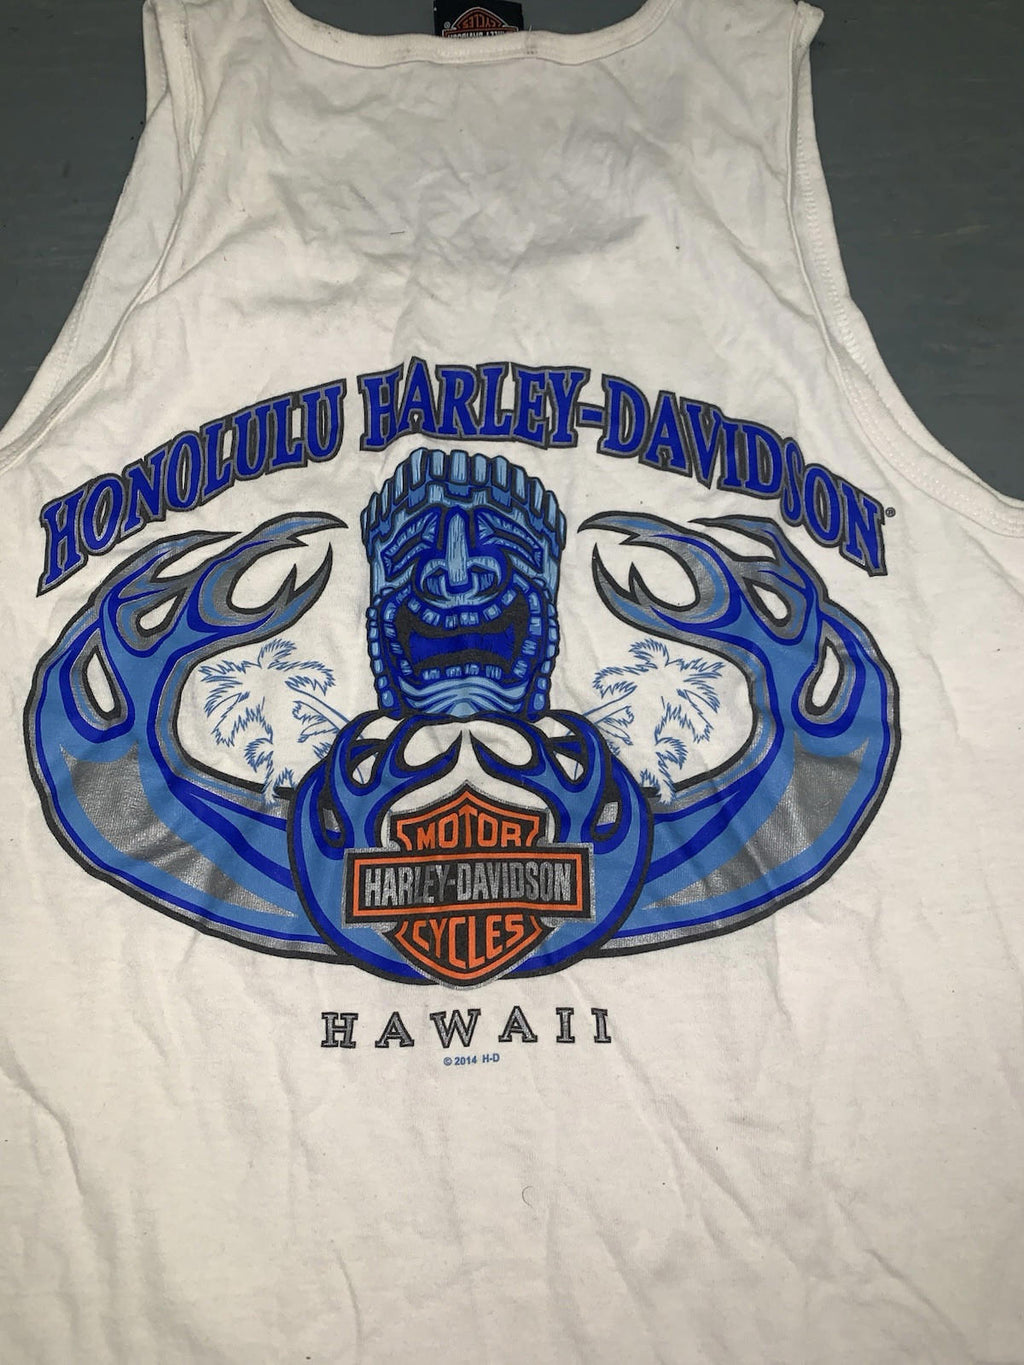 HONOLULU HARLEY-DAVIDSON®
MOTOR
HARLEY-DAVIDSON
CYCLES
HAWAII
© 2014 H-D